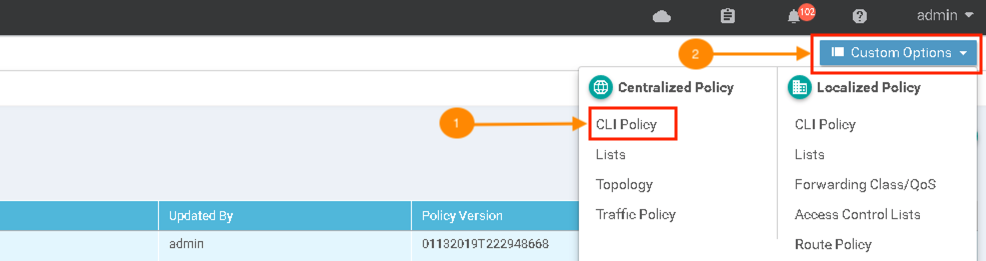 102
admin
2
Custom Options
Centralized Policy
Localized Policy
1
CLI Policy
CLI Policy
Lists
Lists
Topology
Forwarding Class/QoS
Traffic Policy
Access Control Lists
Updated By
Policy Version
admin
01132019T222948668
Route Policy